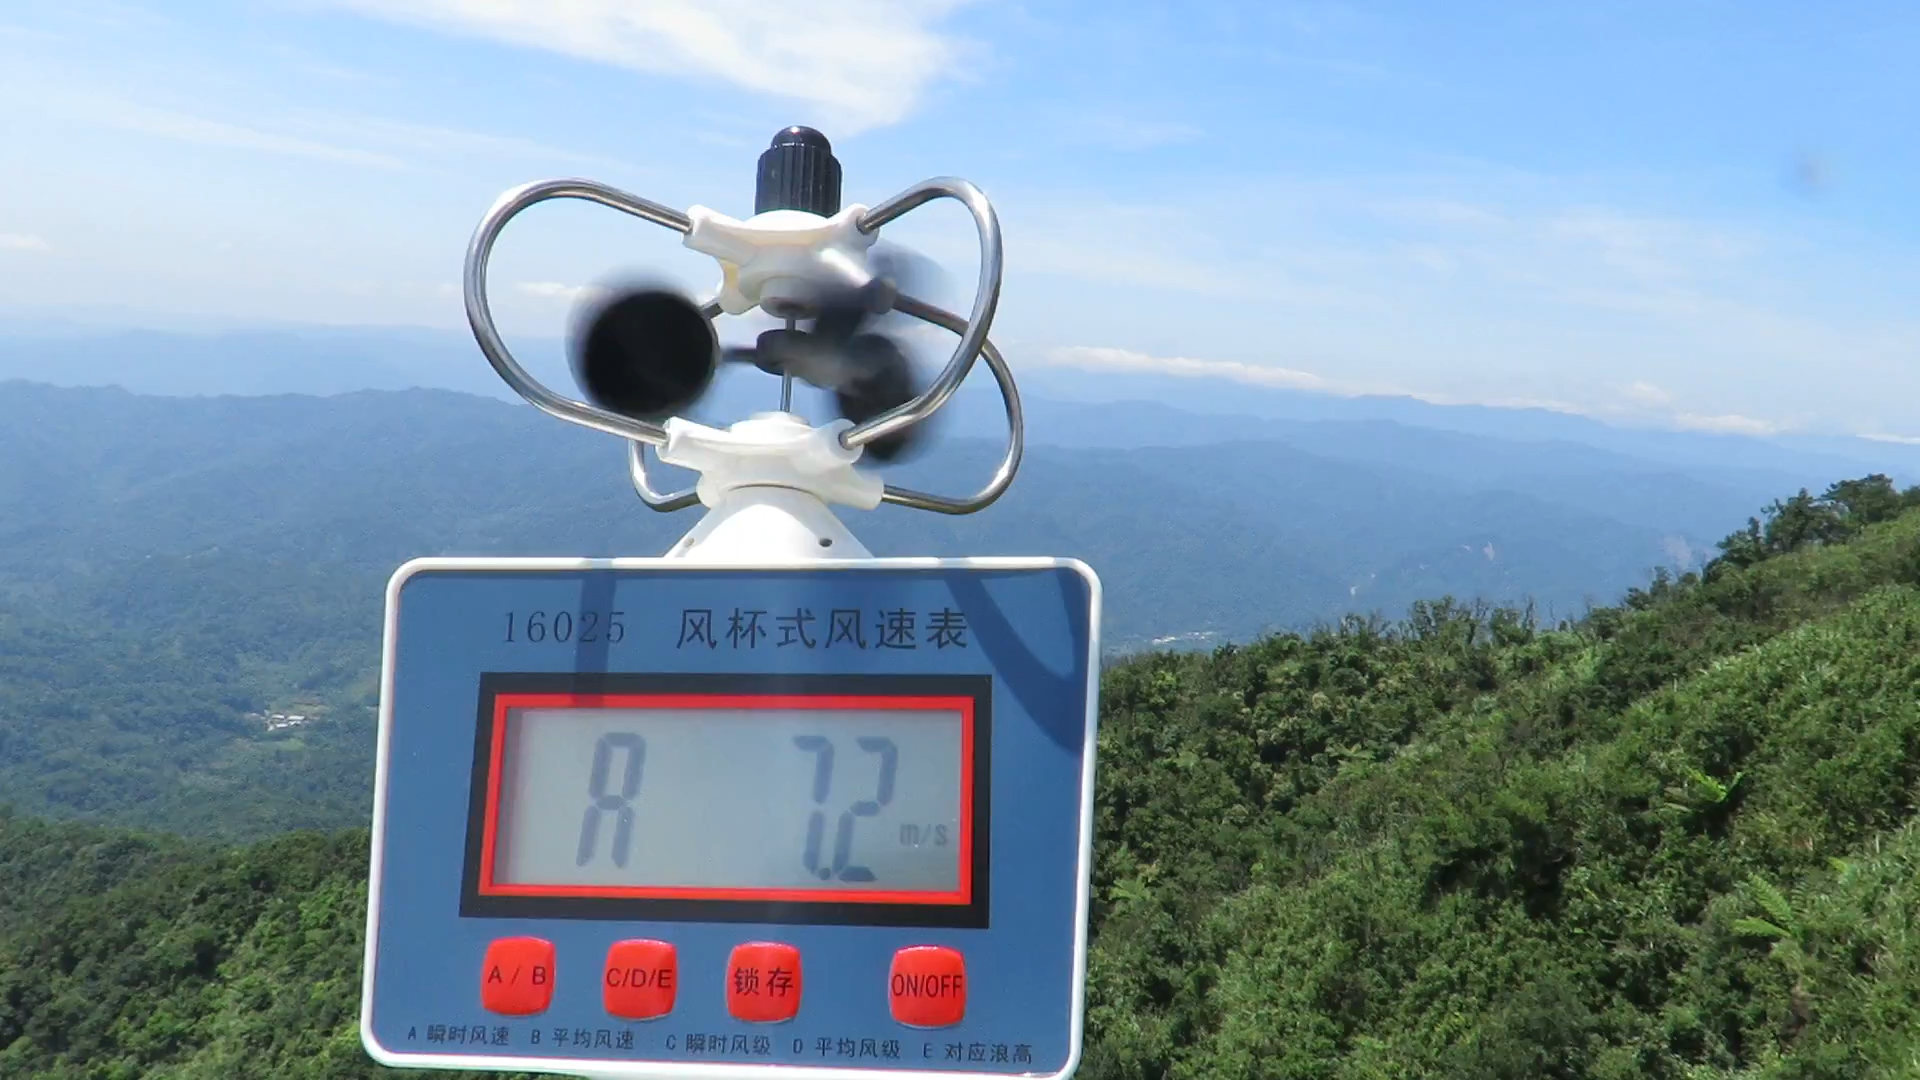 16025 风杯式风速表
A 7.2 m/s
A / B C/D/E 锁存 ON/OFF
A 瞬时风速 B 平均风速 C 瞬时风级 D 平均风级 E 对应浪高